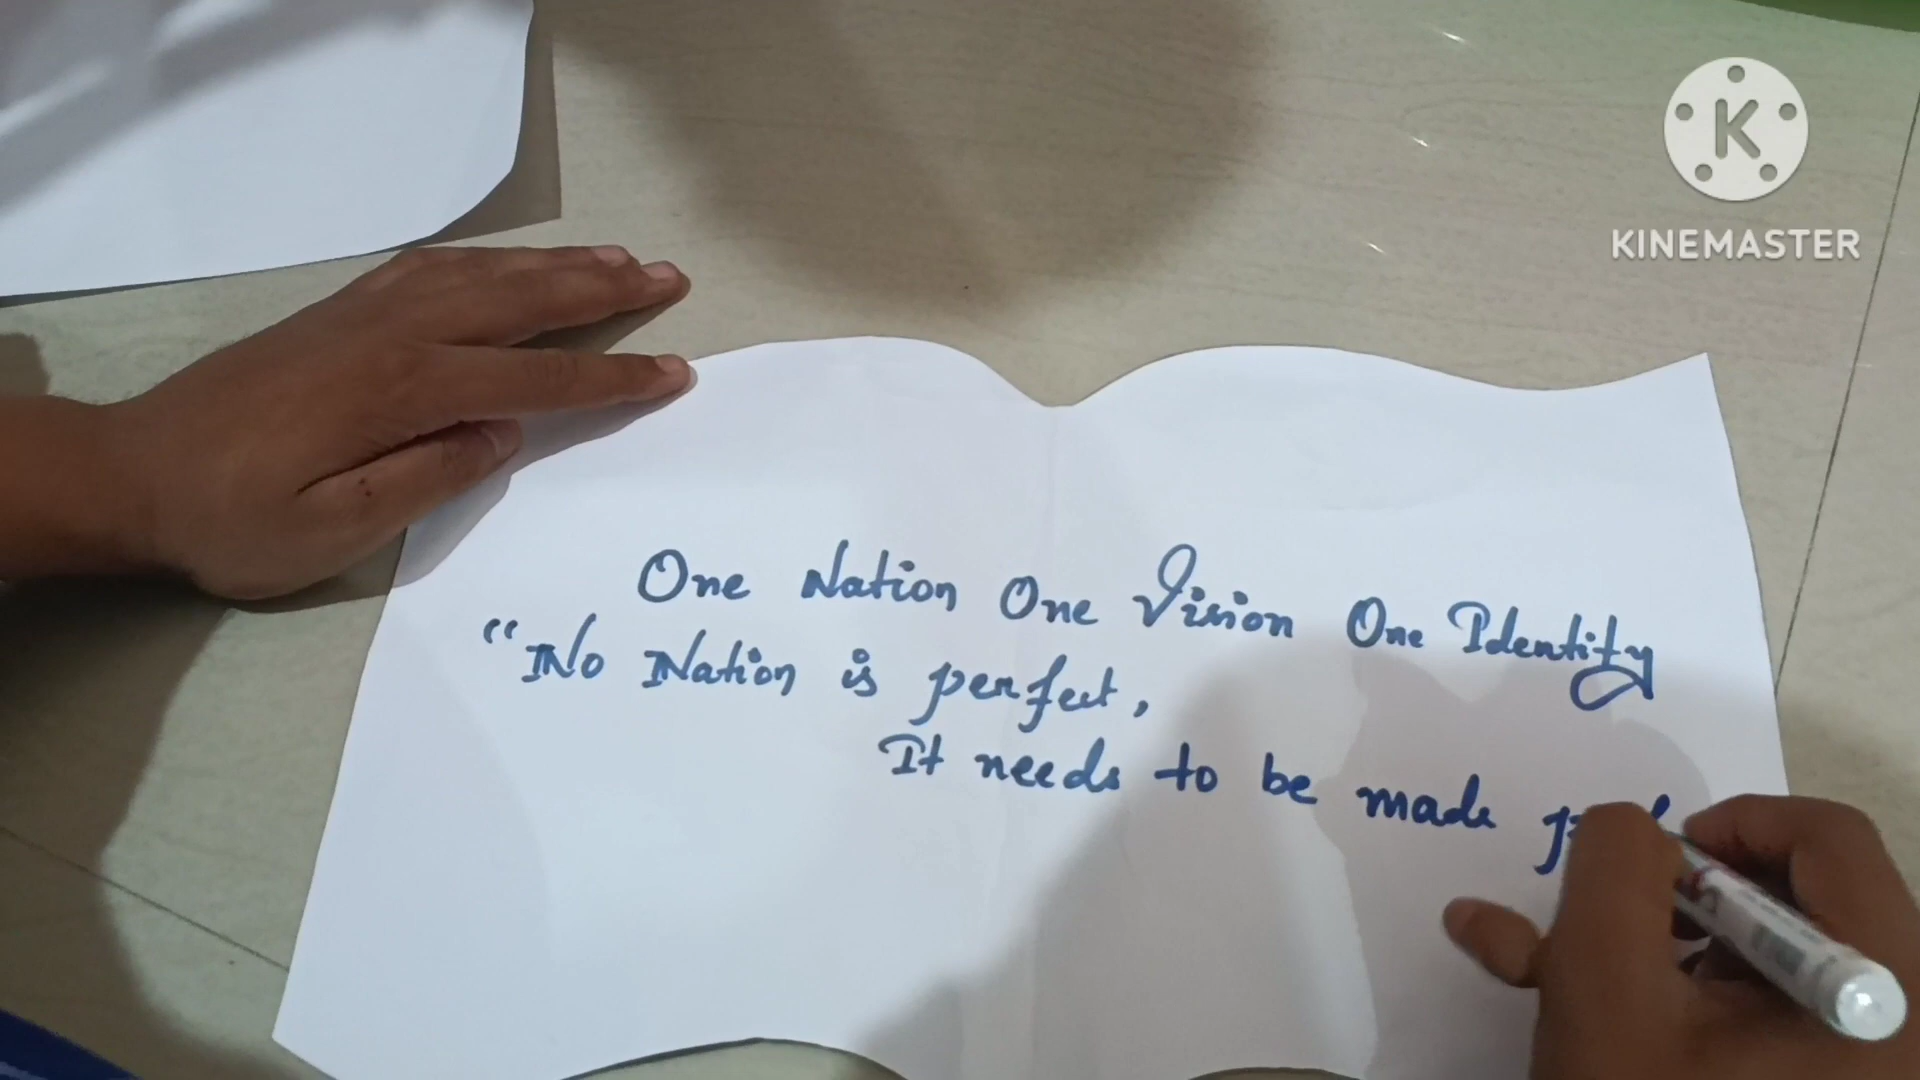 KINEMASTER
One Nation One Vision One Identity
"No Nation is perfect,
It needs to be made